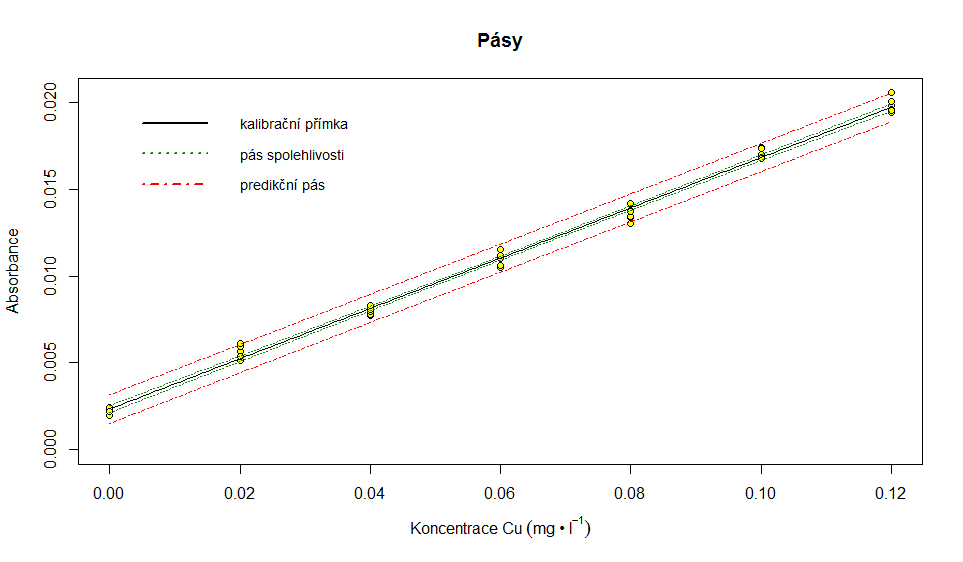 Pásy
kalibrační přímka
pás spolehlivosti
predikční pás
Absorbance
0.020
0.015
0.010
0.005
0.000
0.00 0.02 0.04 0.06 0.08 0.10 0.12
Koncentrace Cu (mg • l⁻¹)